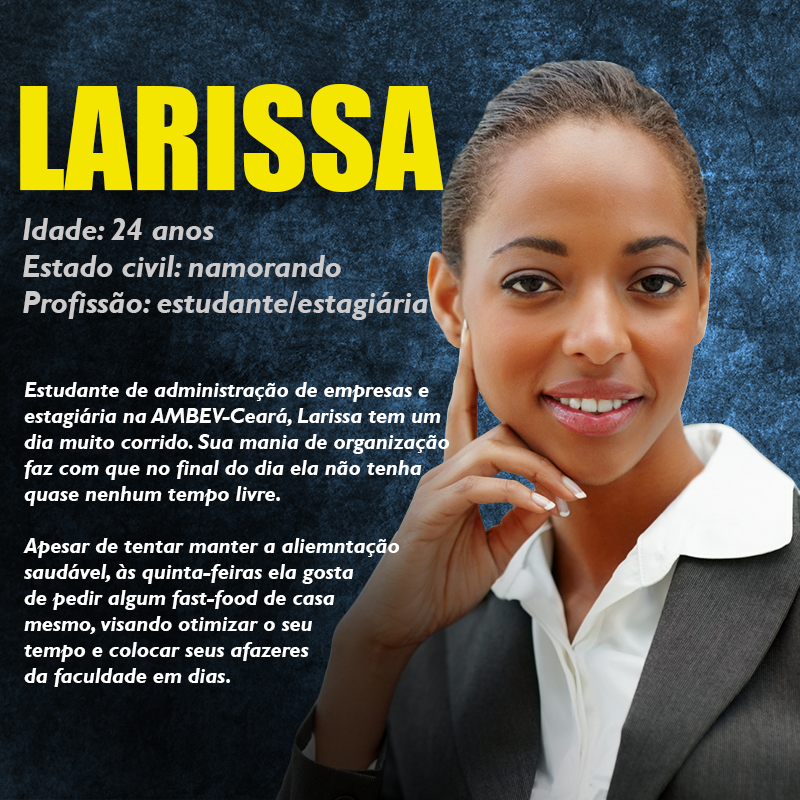 LARISSA
Idade: 24 anos
Estado civil: namorando
Profissão: estudante/estagiária
Estudante de administração de empresas e
estagiária na AMBEV-Ceará, Larissa tem um
dia muito corrido. Sua mania de organização
faz com que no final do dia ela não tenha
quase nenhum tempo livre.
Apesar de tentar manter a aliemntação
saudável, às quinta-feiras ela gosta
de pedir algum fast-food de casa
mesmo, visando otimizar o seu
tempo e colocar seus afazeres
da faculdade em dias.